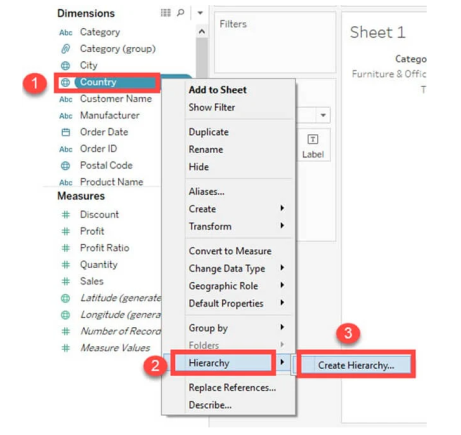 Dimensions
Abc Category
Category (group)
City
1
Country
Abc Customer Name
Abc Manufacturer
Order Date
Abc Order ID
Postal Code
Abc Product Name
Measures
# Discount
# Profit
# Profit Ratio
# Quantity
# Sales
Latitude (generate
Longitude (genera
# Number of Record
# Measure Values
Add to Sheet
Show Filter
Duplicate
Rename
Hide
Aliases...
Create
Transform
Convert to Measure
Change Data Type
Geographic Role
Default Properties
Group by
Folders
2
Hierarchy
Replace References...
Describe...
3
Create Hierarchy...
Filters
T
Label
Sheet 1
Catego
Furniture & Offic
T